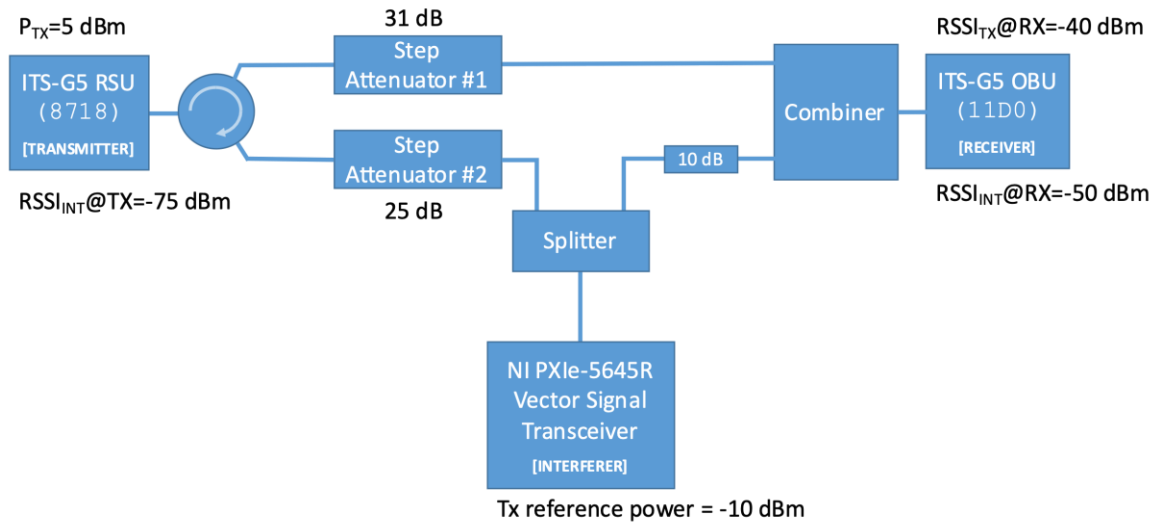 P_TX=5 dBm
31 dB
RSSI_TX@RX=-40 dBm
ITS-G5 RSU
(8718)
[TRANSMITTER]
Step
Attenuator #1
Combiner
ITS-G5 OBU
(11D0)
[RECEIVER]
Step
Attenuator #2
10 dB
RSSI_INT@TX=-75 dBm
25 dB
RSSI_INT@RX=-50 dBm
Splitter
NI PXIe-5645R
Vector Signal
Transceiver
[INTERFERER]
Tx reference power = -10 dBm